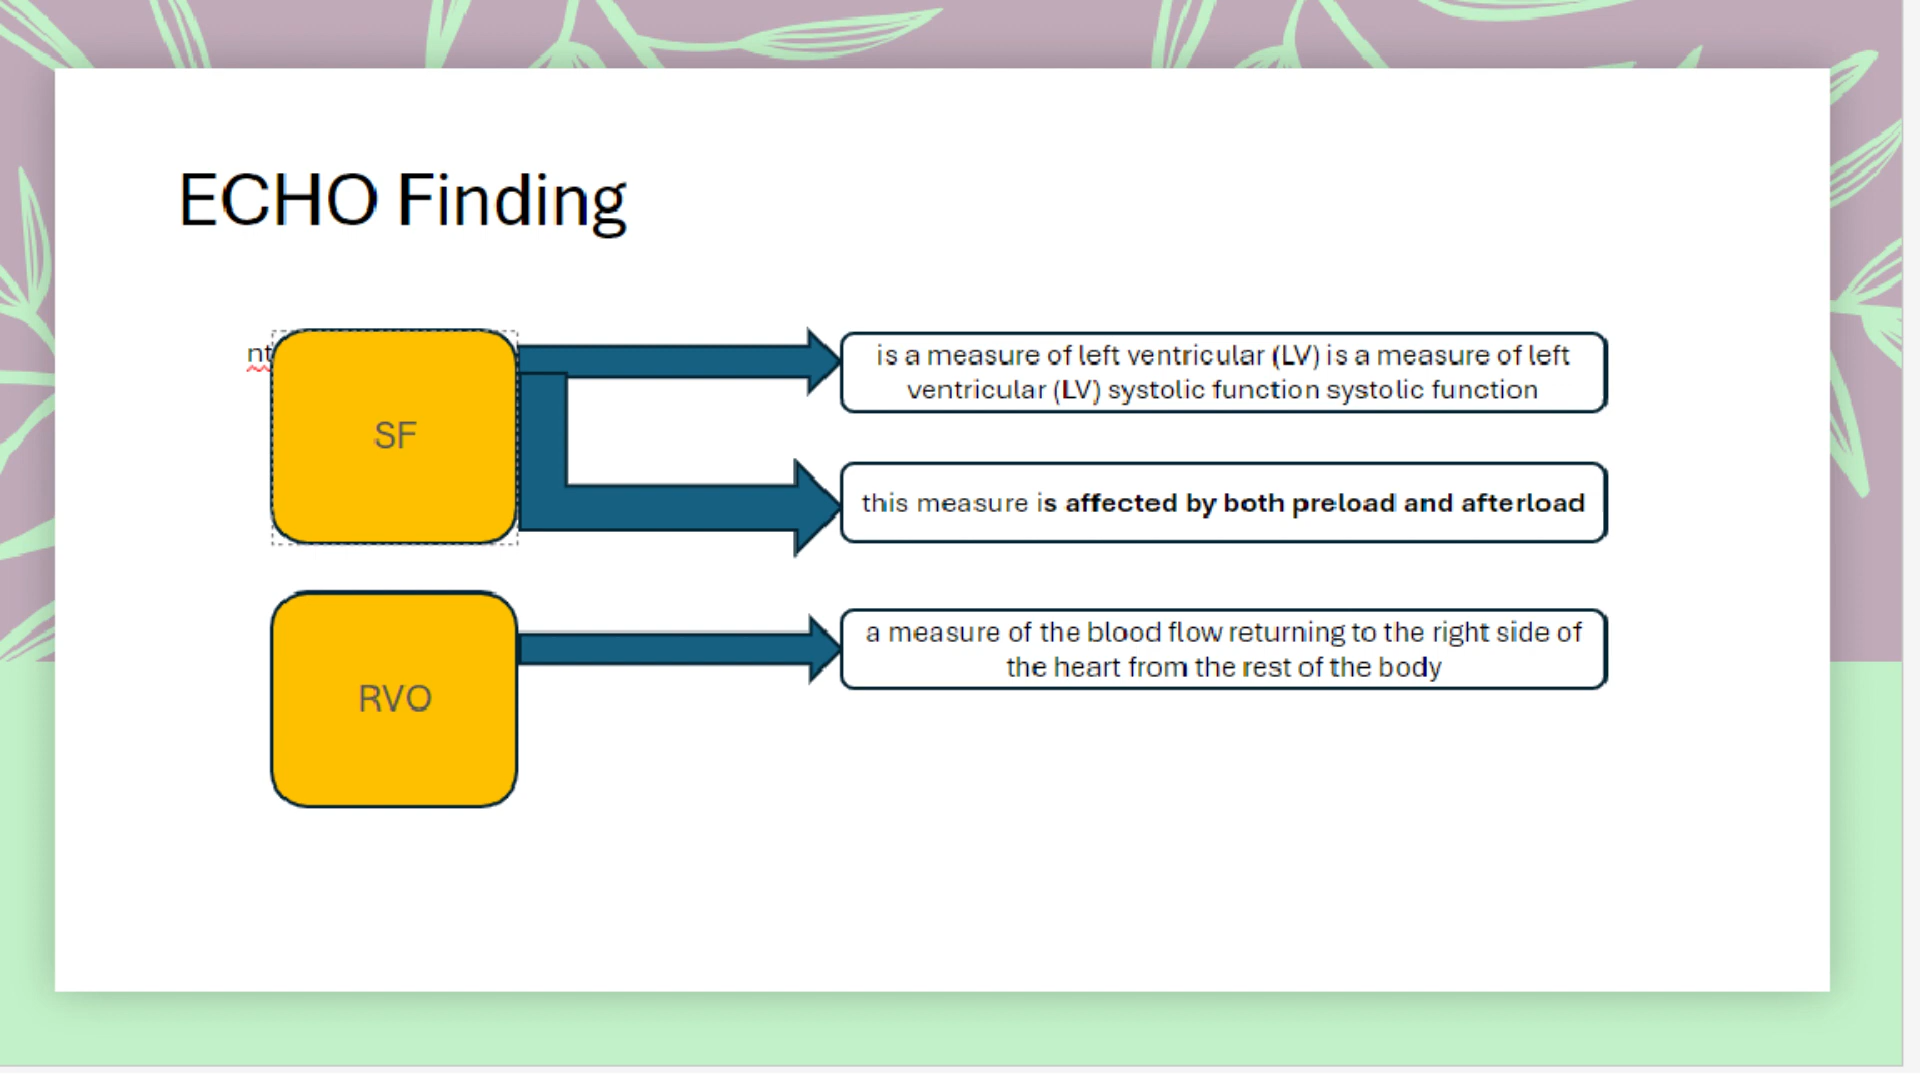 ECHO Finding
nt
SF
is a measure of left ventricular (LV) is a measure of left
ventricular (LV) systolic function systolic function
this measure is affected by both preload and afterload
RVO
a measure of the blood flow returning to the right side of
the heart from the rest of the body